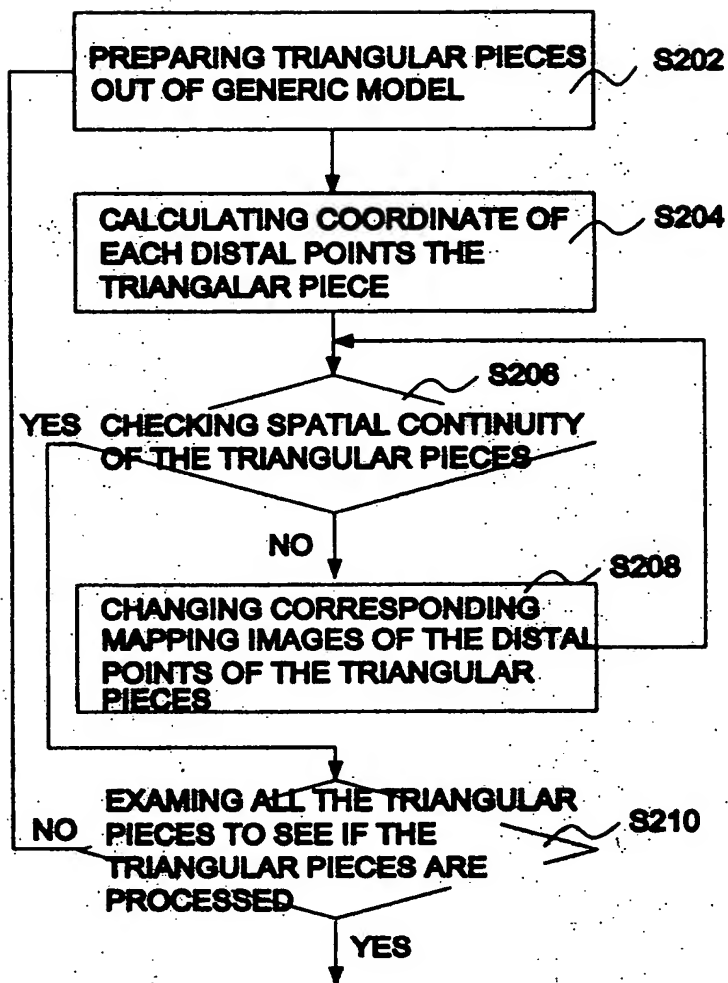 PREPARING TRIANGULAR PIECES
OUT OF GENERIC MODEL
S202
CALCULATING COORDINATE OF
EACH DISTAL POINTS THE
TRIANGALAR PIECE
S204
S206
YES
CHECKING SPATIAL CONTINUITY
OF THE TRIANGULAR PIECES
NO
S208
CHANGING CORRESPONDING
MAPPING IMAGES OF THE DISTAL
POINTS OF THE TRIANGULAR
PIECES
EXAMING ALL THE TRIANGULAR
PIECES TO SEE IF THE
TRIANGULAR PIECES ARE
PROCESSED
NO
S210
YES